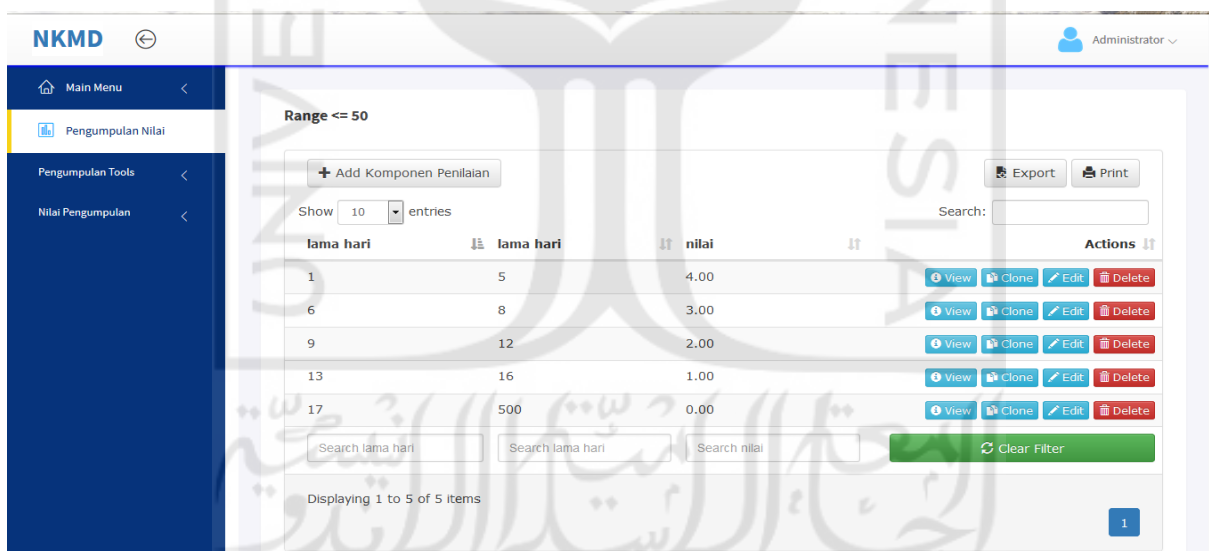 NKMD
Administrator
Main Menu
Pengumpulan Nilai
Pengumpulan Tools
Nilai Pengumpulan
Range <= 50
Add Komponen Penilaian
Export Print
Show 10 entries
Search:
lama hari lama hari nilai Actions
1 5 4.00 View Clone Edit Delete
6 8 3.00 View Clone Edit Delete
9 12 2.00 View Clone Edit Delete
13 16 1.00 View Clone Edit Delete
17 500 0.00 View Clone Edit Delete
Search lama hari Search lama hari Search nilai Clear Filter
Displaying 1 to 5 of 5 items
1